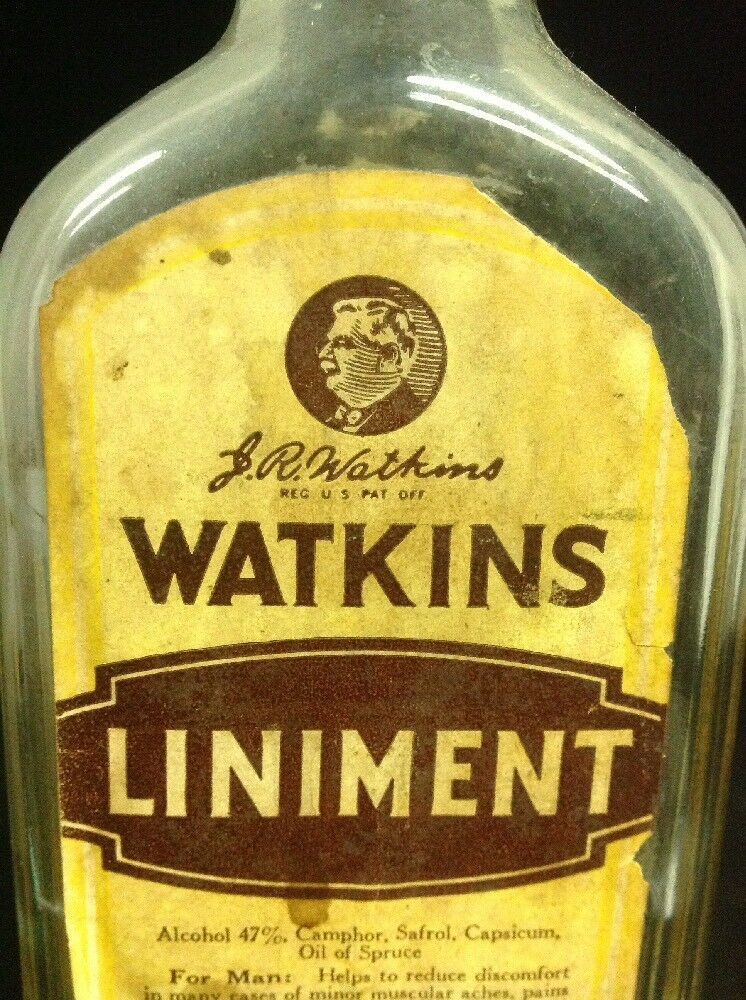 J.R. Watkins
REG U S PAT OFF
WATKINS
LINIMENT
Alcohol 47%, Camphor, Safrol, Capsicum,
Oil of Spruce
For Man: Helps to reduce discomfort
in many cases of minor muscular aches, pains